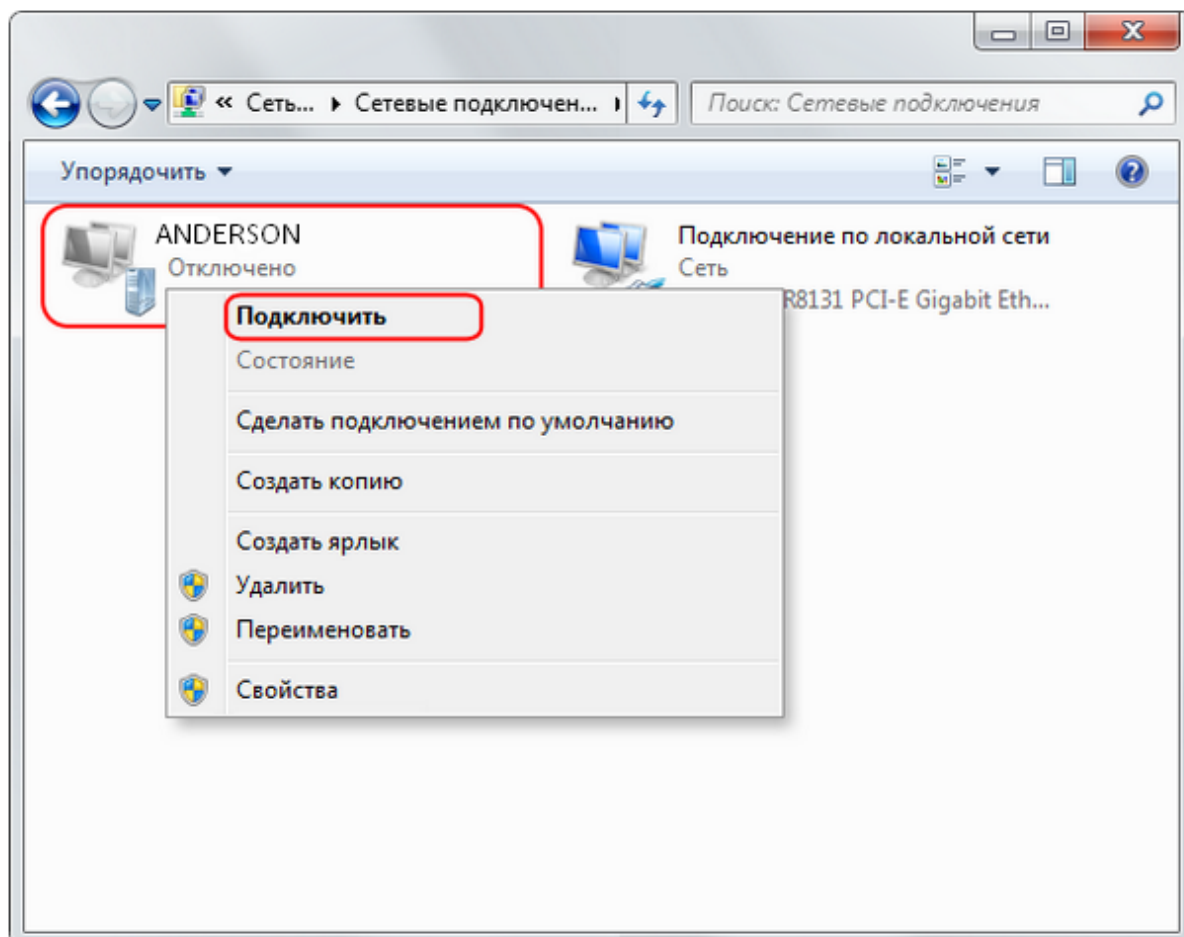 « Сеть... Сетевые подключен...
Поиск: Сетевые подключения
Упорядочить
ANDERSON
Отключено
Подключение по локальной сети
Сеть
R8131 PCI-E Gigabit Eth...
Подключить
Состояние
Сделать подключением по умолчанию
Создать копию
Создать ярлык
Удалить
Переименовать
Свойства